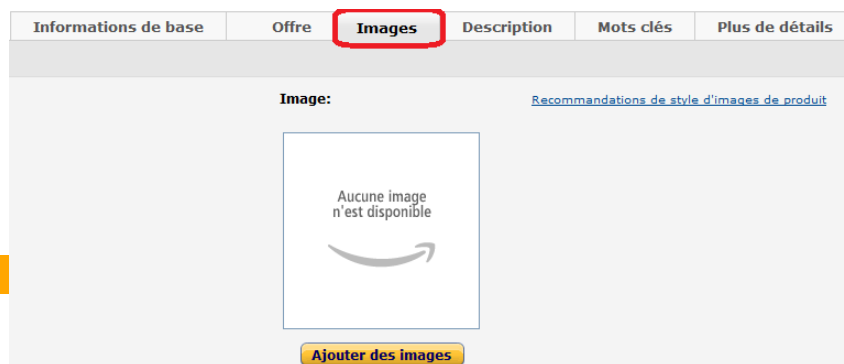 Informations de base Offre Images Description Mots clés Plus de détails
Image: Recommandations de style d'images de produit
Aucune image
n'est disponible
Ajouter des images